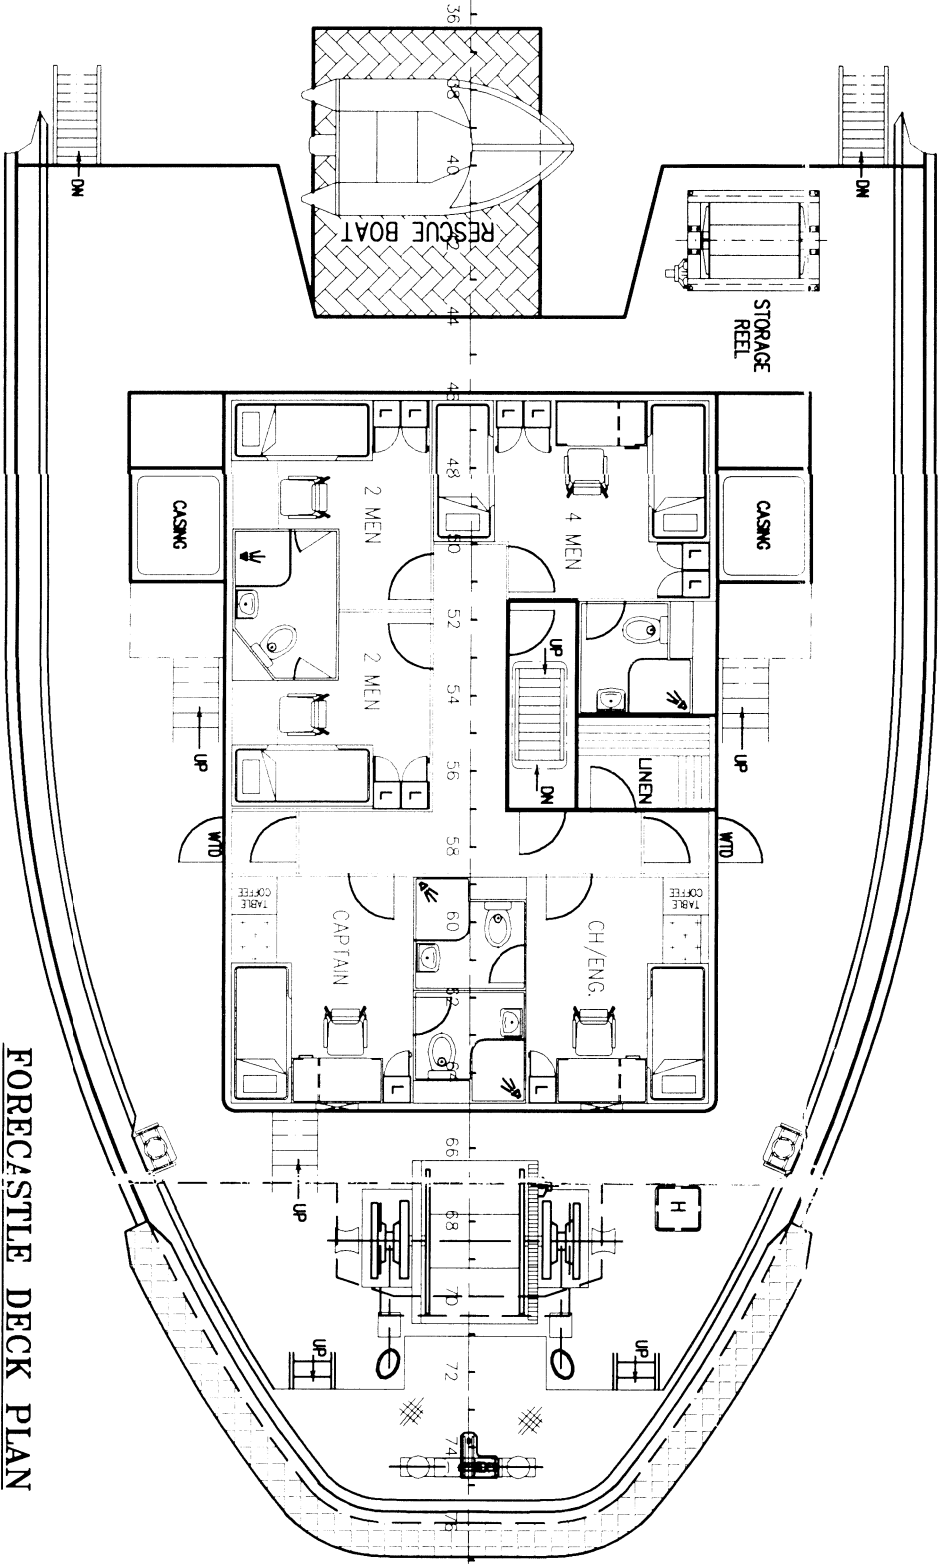 36
38
40
42
44
46
48
50
52
54
56
58
60
62
64
66
68
70
72
74
76
DN
DN
RESCUE BOAT
STORAGE
REEL
L
L
L
L
2 MEN
4 MEN
L
L
CASING
CASING
2 MEN
UP
DN
LINEN
L
L
UP
UP
WTD
WTD
COFFEE
TABLE
COFFEE
TABLE
CAPTAIN
CH/ENG.
L
L
UP
H
UP
UP
FORECASTLE DECK PLAN